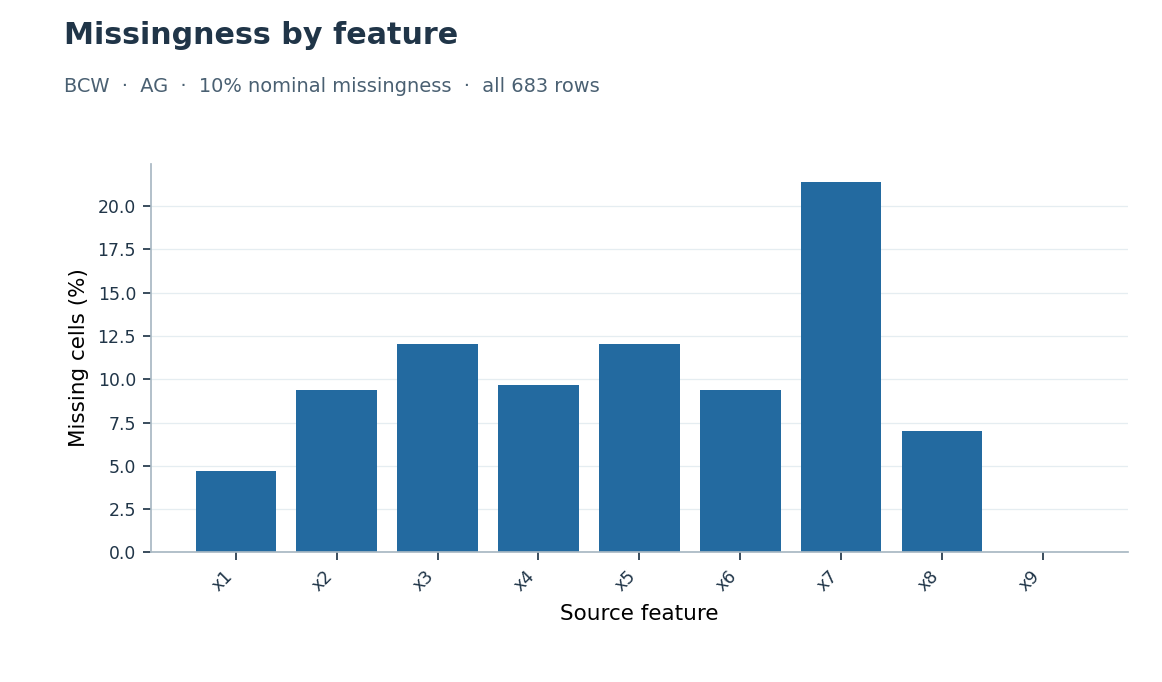 Missingness by feature
BCW · AG · 10% nominal missingness · all 683 rows
Missing cells (%)
20.0
17.5
15.0
12.5
10.0
7.5
5.0
2.5
0.0
x1 x2 x3 x4 x5 x6 x7 x8 x9
Source feature